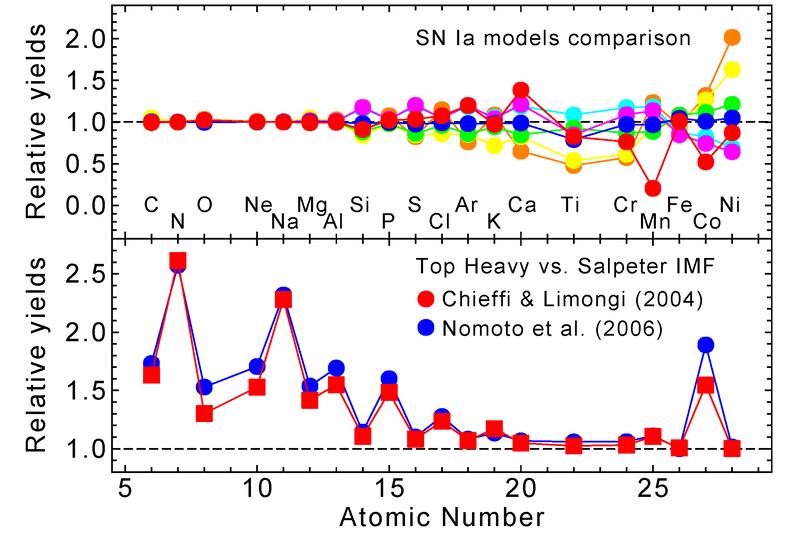 SN Ia models comparison
Relative yields
2.0
1.5
1.0
0.5
0.0
C N O Ne Na Mg Al Si P S Cl Ar K Ca Ti Cr Mn Fe Co Ni
Top Heavy vs. Salpeter IMF
Chieffi & Limongi (2004)
Nomoto et al. (2006)
Relative yields
2.5
2.0
1.5
1.0
5 10 15 20 25
Atomic Number